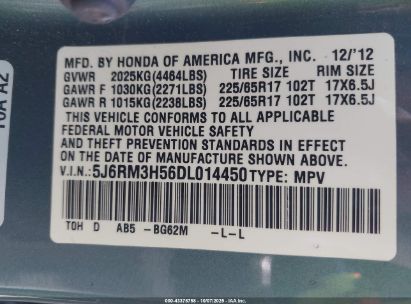 MFD. BY HONDA OF AMERICA MFG., INC. 12/'12
GVWR 2025KG(4464LBS) TIRE SIZE RIM SIZE
GAWR F 1030KG(2271LBS) 225/65R17 102T 17X6.5J
GAWR R 1015KG(2238LBS) 225/65R17 102T 17X6.5J
THIS VEHICLE CONFORMS TO ALL APPLICABLE
FEDERAL MOTOR VEHICLE SAFETY
AND THEFT PREVENTION STANDARDS IN EFFECT ON
THE DATE OF MANUFACTURE SHOWN ABOVE.
V.I.N.: 5J6RM3H56DL014450 TYPE: MPV
TOH D AB5 -BG62M -L-L
10A A2